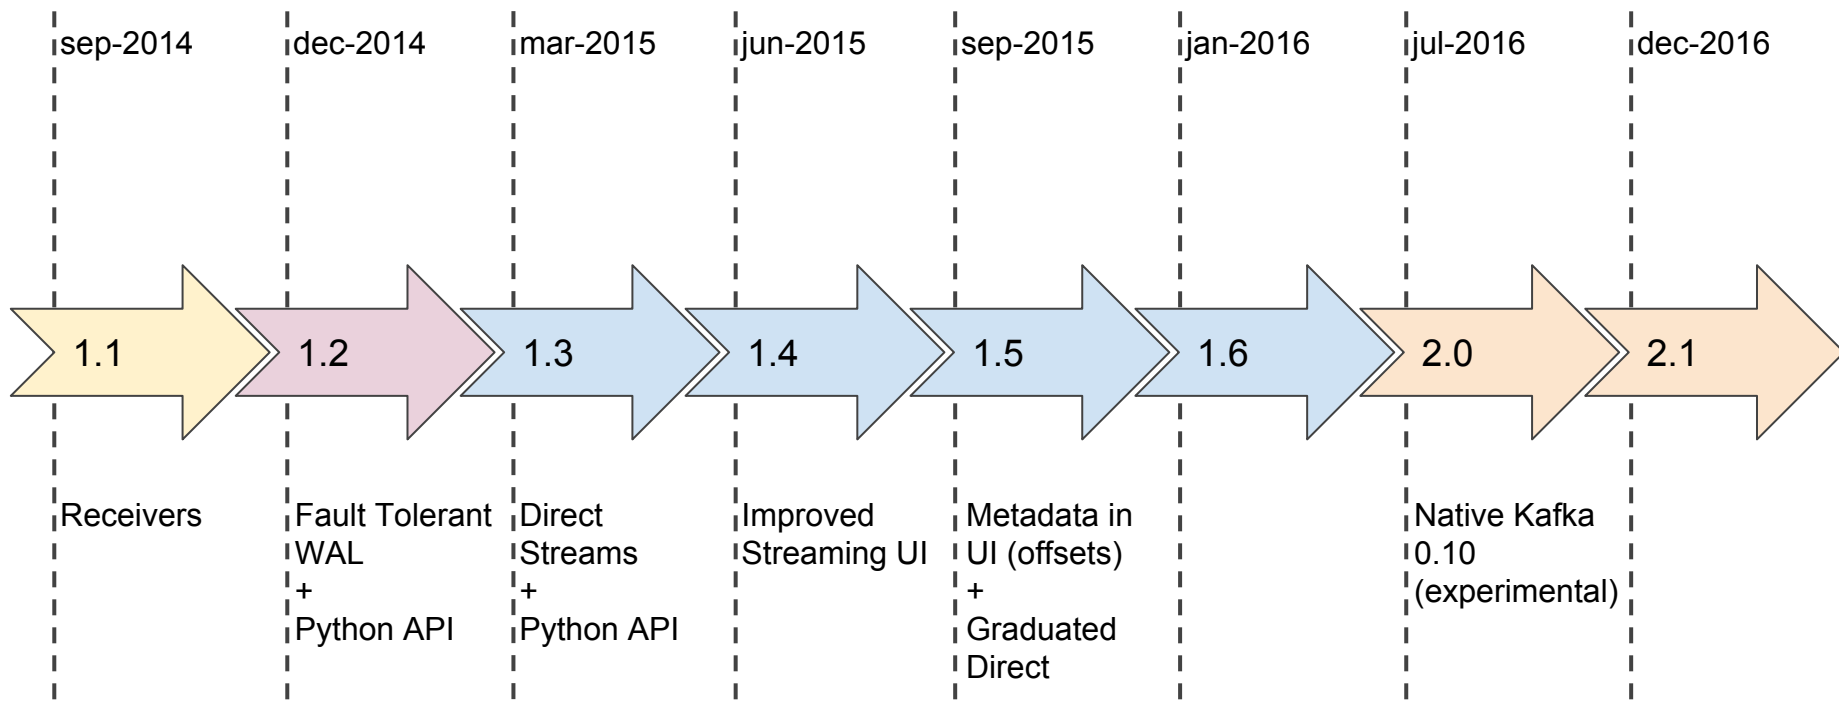 sep-2014
dec-2014
mar-2015
jun-2015
sep-2015
jan-2016
jul-2016
dec-2016
1.1
1.2
1.3
1.4
1.5
1.6
2.0
2.1
Receivers
Fault Tolerant
WAL
+
Python API
Direct
Streams
+
Python API
Improved
Streaming UI
Metadata in
UI (offsets)
+
Graduated
Direct
Native Kafka
0.10
(experimental)